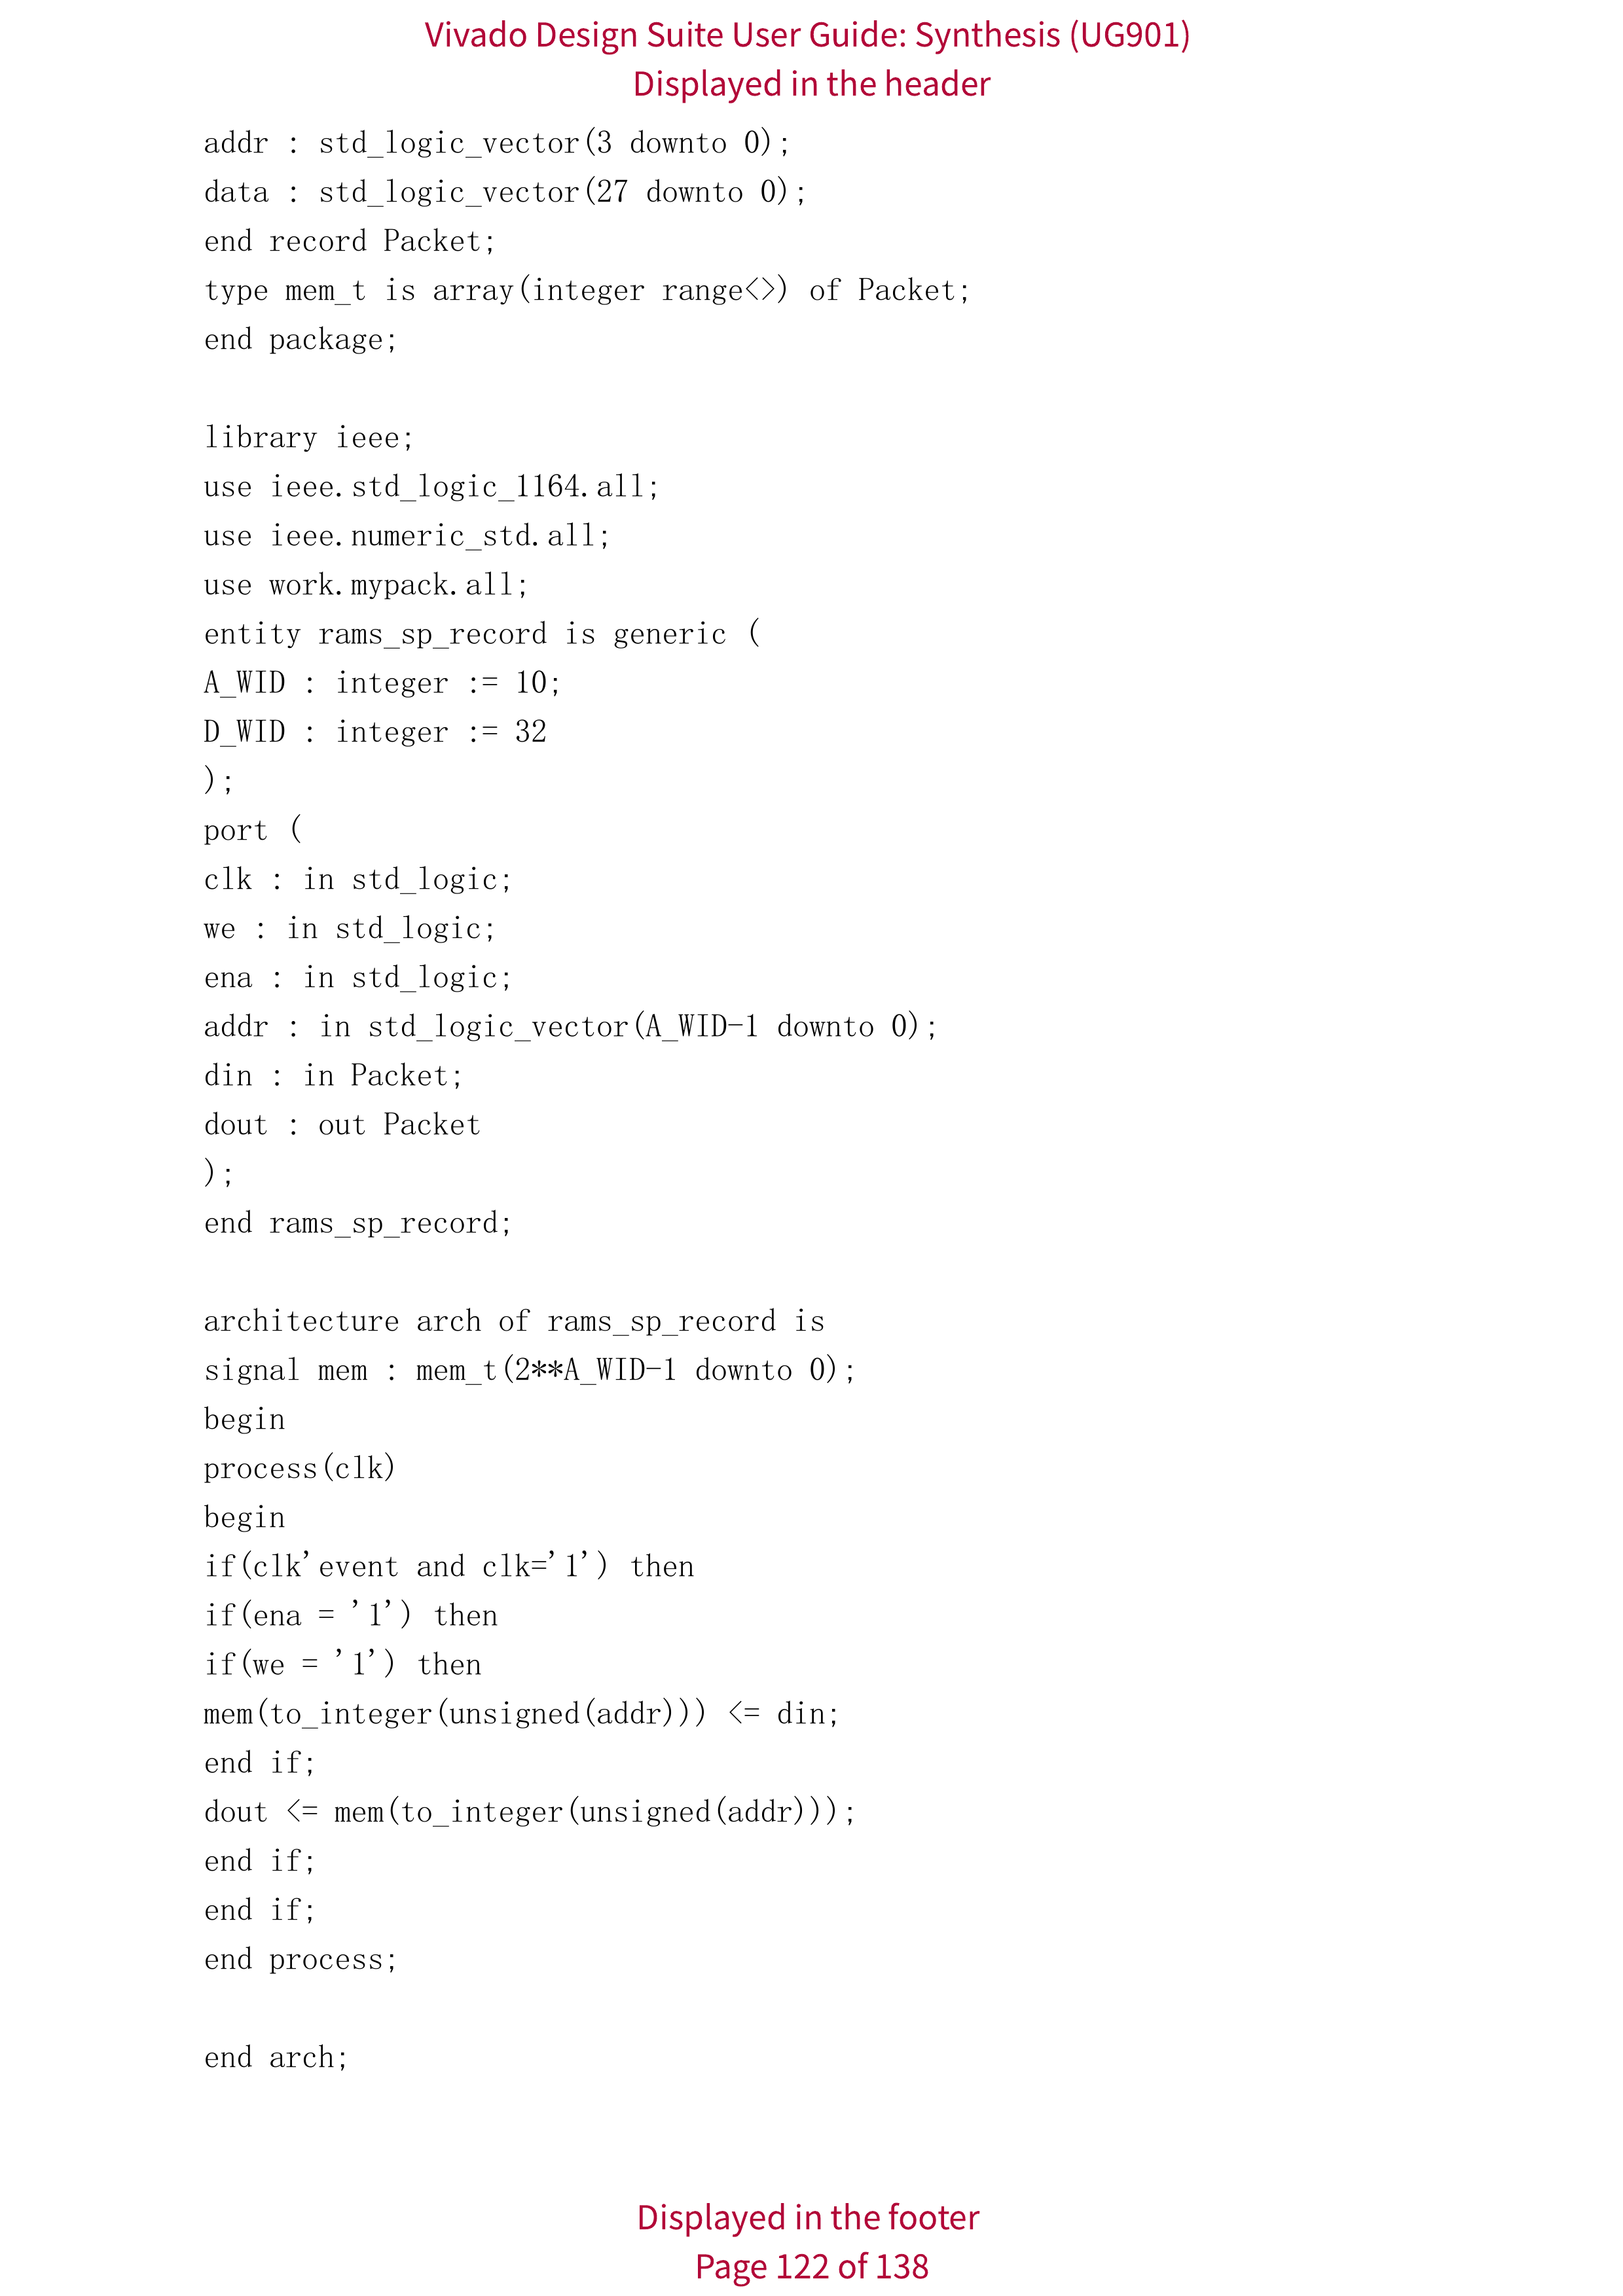 Vivado Design Suite User Guide: Synthesis (UG901)
Displayed in the header
addr : std_logic_vector(3 downto 0);
data : std_logic_vector(27 downto 0);
end record Packet;
type mem_t is array(integer range<>) of Packet;
end package;
library ieee;
use ieee.std_logic_1164.all;
use ieee.numeric_std.all;
use work.mypack.all;
entity rams_sp_record is generic (
A_WID : integer := 10;
D_WID : integer := 32
);
port (
clk : in std_logic;
we : in std_logic;
ena : in std_logic;
addr : in std_logic_vector(A_WID-1 downto 0);
din : in Packet;
dout : out Packet
);
end rams_sp_record;
architecture arch of rams_sp_record is
signal mem : mem_t(2**A_WID-1 downto 0);
begin
process(clk)
begin
if(clk'event and clk='1') then
if(ena = '1') then
if(we = '1') then
mem(to_integer(unsigned(addr))) <= din;
end if;
dout <= mem(to_integer(unsigned(addr)));
end if;
end if;
end process;
end arch;
Displayed in the footer
Page 122 of 138